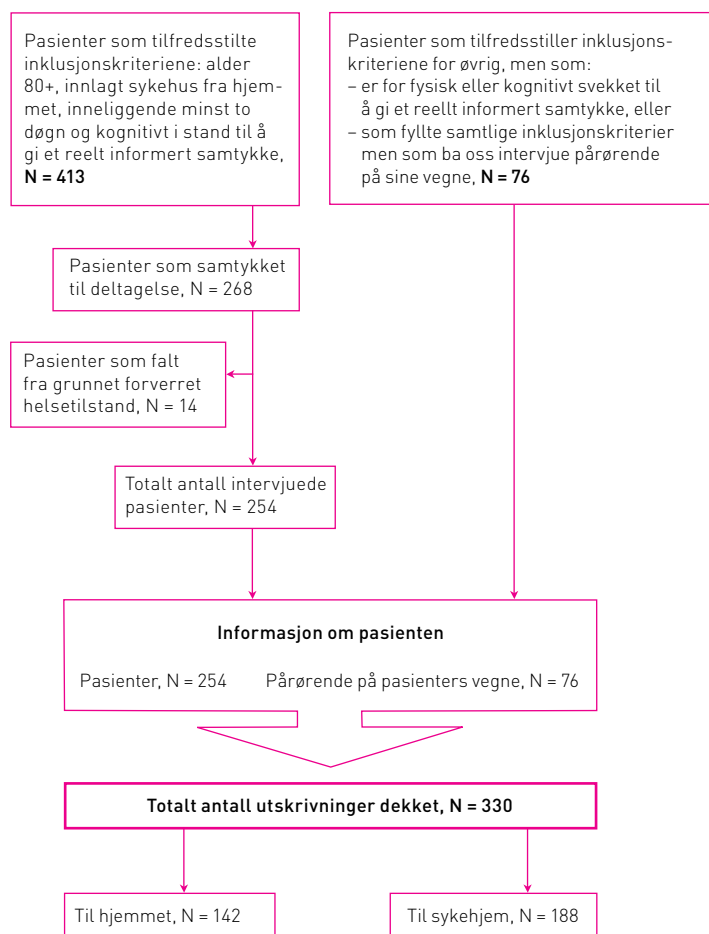 Pasienter som tilfredsstilte
inklusjonskriteriene: alder
80+, innlagt sykehus fra hjem-
met, inneliggende minst to
døgn og kognitivt i stand til å
gi et reelt informert samtykke,
N = 413
Pasienter som tilfredsstiller inklusjons-
kriteriene for øvrig, men som:
– er for fysisk eller kognitivt svekket til
å gi et reellt informert samtykke, eller
– som fyllte samtlige inklusjonskriterier
men som ba oss intervjue pårørende
på sine vegne, N = 76
Pasienter som samtykket
til deltagelse, N = 268
Pasienter som falt
fra grunnet forverret
helsetilstand, N = 14
Totalt antall intervjuede
pasienter, N = 254
Informasjon om pasienten
Pasienter, N = 254 Pårørende på pasienters vegne, N = 76
Totalt antall utskrivninger dekket, N = 330
Til hjemmet, N = 142
Til sykehjem, N = 188